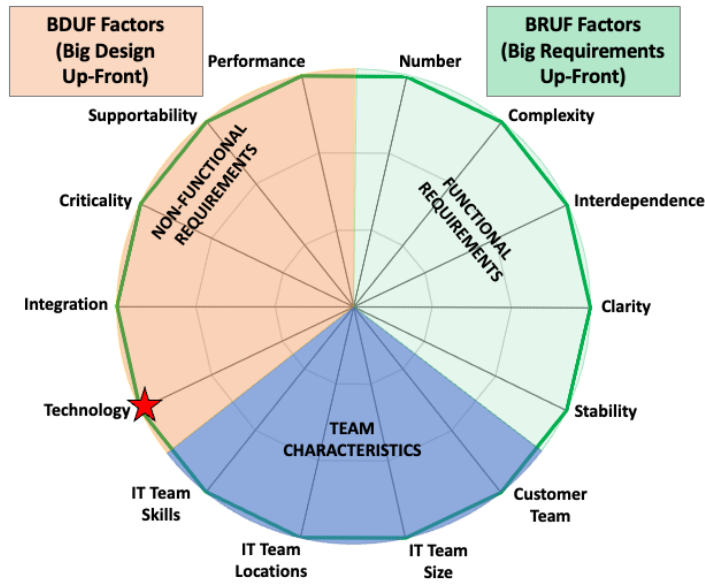 BDUF Factors
(Big Design
Up-Front)
BRUF Factors
(Big Requirements
Up-Front)
Performance
Number
Supportability
Complexity
Criticality
Interdependence
NON-FUNCTIONAL
REQUIREMENTS
FUNCTIONAL
REQUIREMENTS
Integration
Clarity
Technology
Stability
TEAM
CHARACTERISTICS
IT Team
Skills
IT Team
Locations
IT Team
Size
Customer
Team